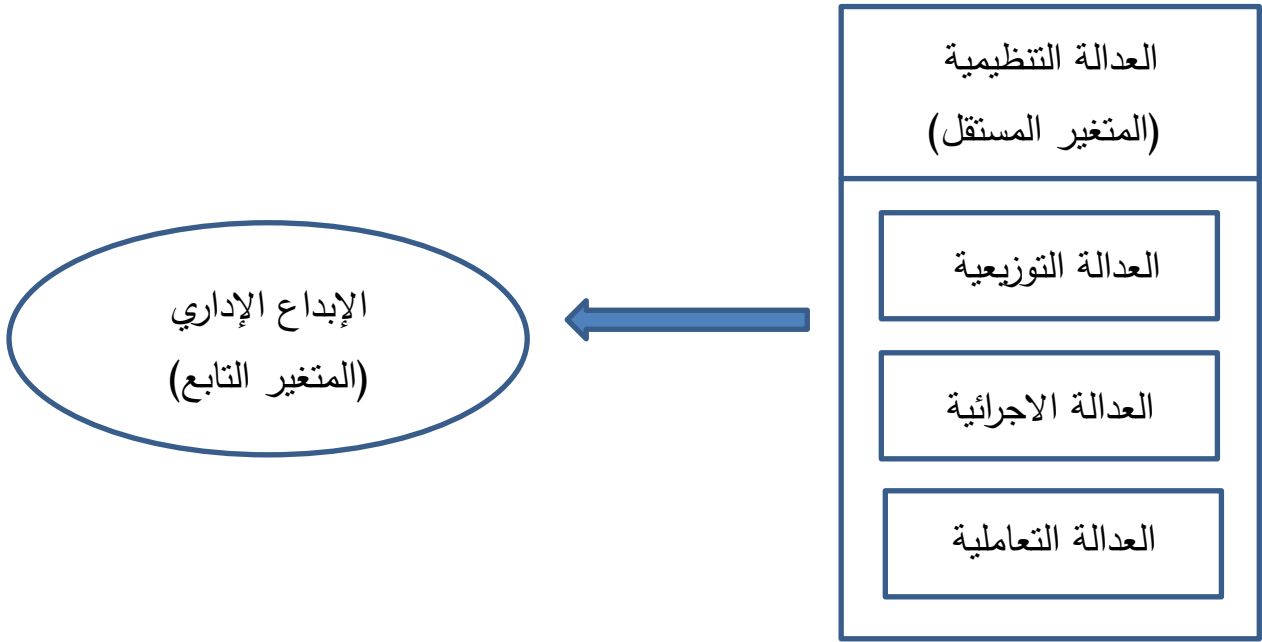 العدالة التنظيمية
(المتغير المستقل)
العدالة التوزيعية
العدالة الاجرائية
العدالة التعاملية
الإبداع الإداري
(المتغير التابع)